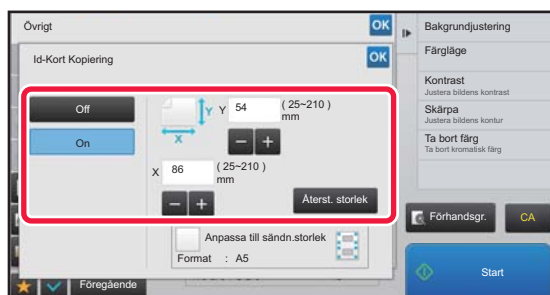 Övrigt
OK
Id-Kort Kopiering
OK
Off
On
Y
Y
54
( 25~210 )
mm
X
X
86
( 25~210 )
mm
Återst. storlek
Anpassa till sändn.storlek
Format : A5
Föregående
Bakgrundjustering
Färgläge
Kontrast
Justera bildens kontrast
Skärpa
Justera bildens kontur
Ta bort färg
Ta bort kromatisk färg
Förhandsgr.
CA
Start